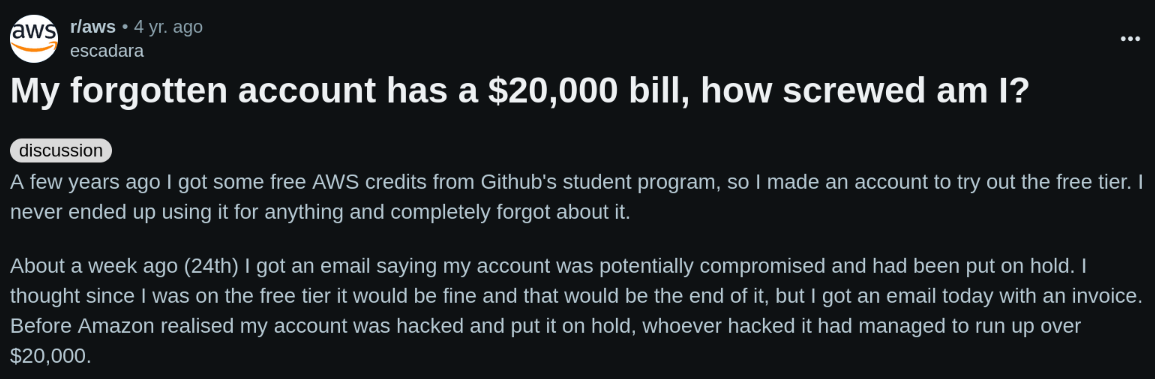 aws
r/aws • 4 yr. ago
escadara
My forgotten account has a $20,000 bill, how screwed am I?
discussion
A few years ago I got some free AWS credits from Github's student program, so I made an account to try out the free tier. I
never ended up using it for anything and completely forgot about it.
About a week ago (24th) I got an email saying my account was potentially compromised and had been put on hold. I
thought since I was on the free tier it would be fine and that would be the end of it, but I got an email today with an invoice.
Before Amazon realised my account was hacked and put it on hold, whoever hacked it had managed to run up over
$20,000.